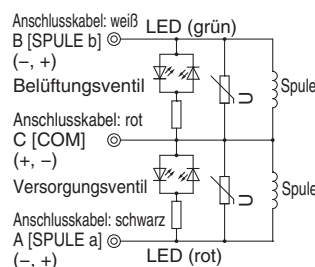 Anschlusskabel: weiß
LED (grün)
B [SPULE b]
(−, +)
Belüftungsventil
U
Spule
Anschlusskabel: rot
C [COM]
(+, −)
Versorgungsventil
U
Spule
Anschlusskabel: schwarz
A [SPULE a]
LED (rot)
(−, +)